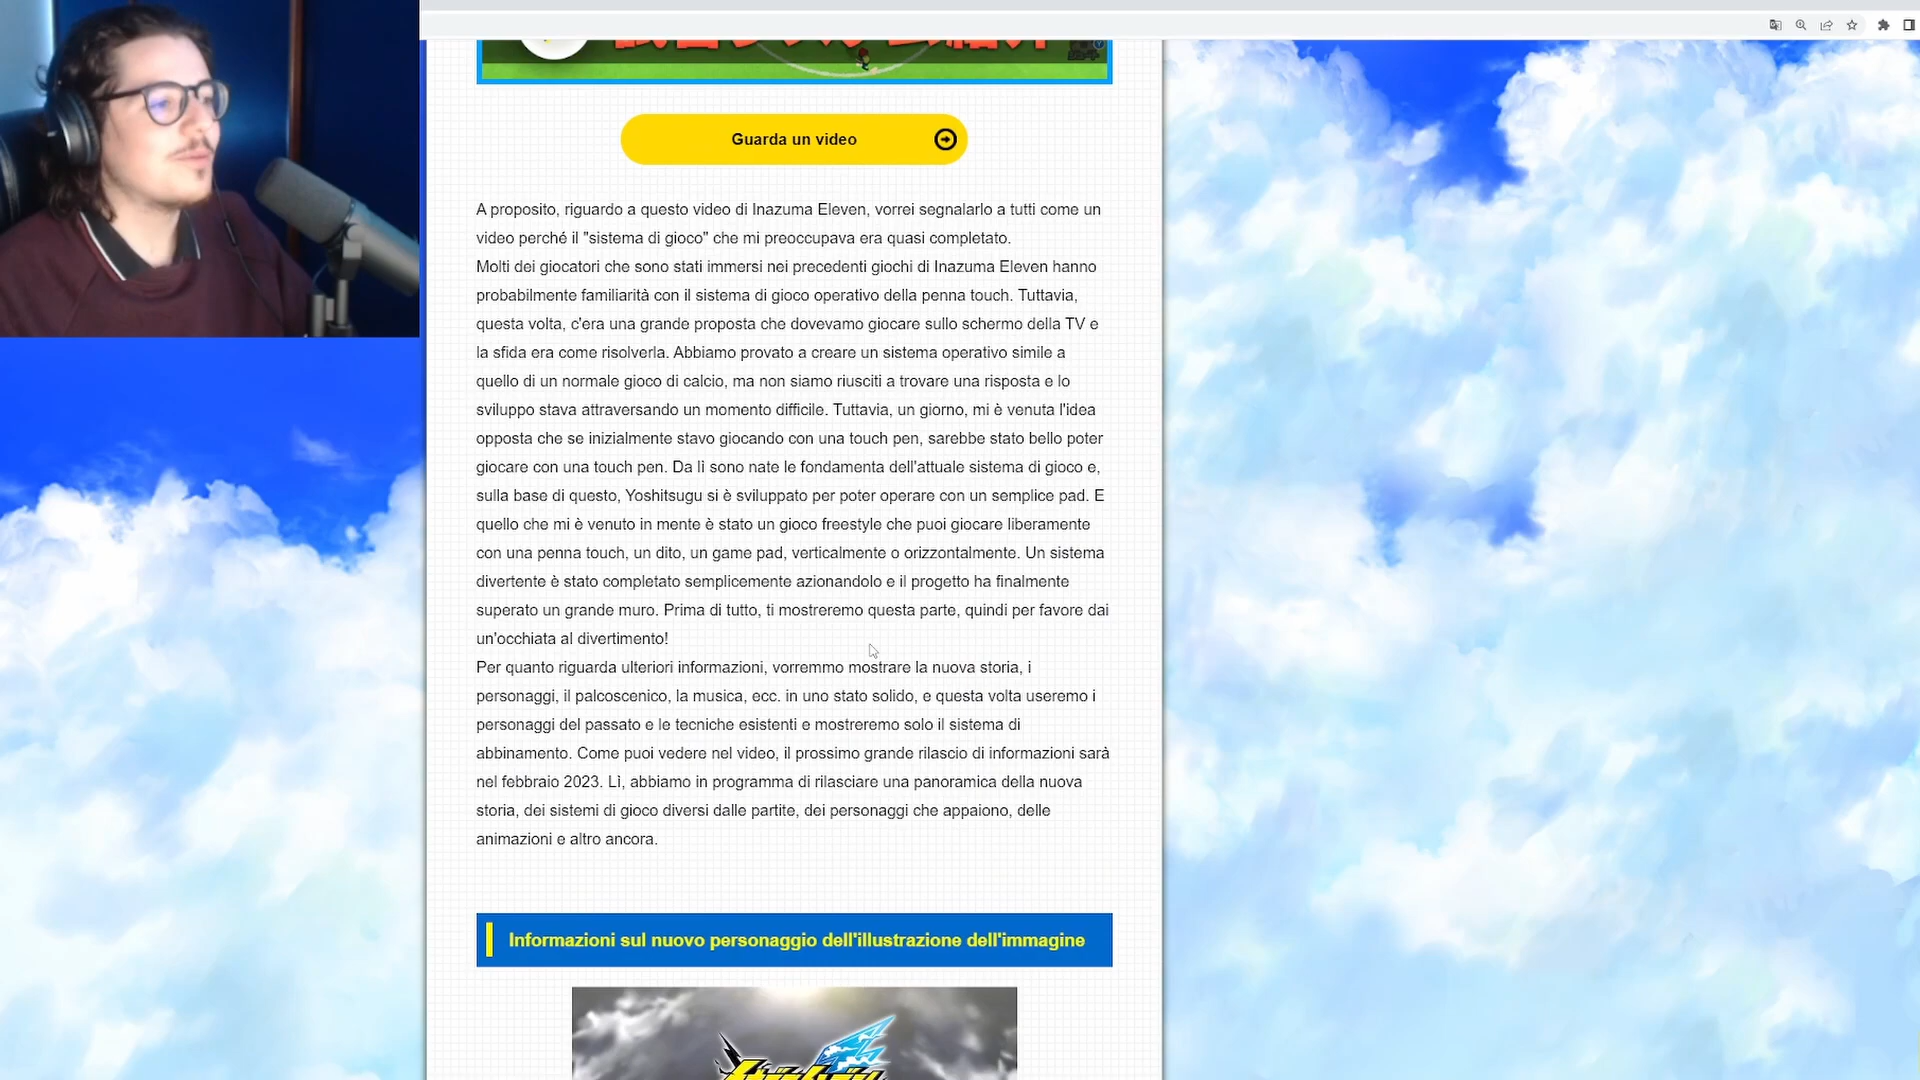 Guarda un video
A proposito, riguardo a questo video di Inazuma Eleven, vorrei segnalarlo a tutti come un
video perché il "sistema di gioco" che mi preoccupava era quasi completato.
Molti dei giocatori che sono stati immersi nei precedenti giochi di Inazuma Eleven hanno
probabilmente familiarità con il sistema di gioco operativo della penna touch. Tuttavia,
questa volta, c'era una grande proposta che dovevamo giocare sullo schermo della TV e
la sfida era come risolverla. Abbiamo provato a creare un sistema operativo simile a
quello di un normale gioco di calcio, ma non siamo riusciti a trovare una risposta e lo
sviluppo stava attraversando un momento difficile. Tuttavia, un giorno, mi è venuta l'idea
opposta che se inizialmente stavo giocando con una touch pen, sarebbe stato bello poter
giocare con una touch pen. Da lì sono nate le fondamenta dell'attuale sistema di gioco e,
sulla base di questo, Yoshitsugu si è sviluppato per poter operare con un semplice pad. E
quello che mi è venuto in mente è stato un gioco freestyle che puoi giocare liberamente
con una penna touch, un dito, un game pad, verticalmente o orizzontalmente. Un sistema
divertente è stato completato semplicemente azionandolo e il progetto ha finalmente
superato un grande muro. Prima di tutto, ti mostreremo questa parte, quindi per favore dai
un'occhiata al divertimento!
Per quanto riguarda ulteriori informazioni, vorremmo mostrare la nuova storia, i
personaggi, il palcoscenico, la musica, ecc. in uno stato solido, e questa volta useremo i
personaggi del passato e le tecniche esistenti e mostreremo solo il sistema di
abbinamento. Come puoi vedere nel video, il prossimo grande rilascio di informazioni sarà
nel febbraio 2023. Lì, abbiamo in programma di rilasciare una panoramica della nuova
storia, dei sistemi di gioco diversi dalle partite, dei personaggi che appaiono, delle
animazioni e altro ancora.
Informazioni sul nuovo personaggio dell'illustrazione dell'immagine